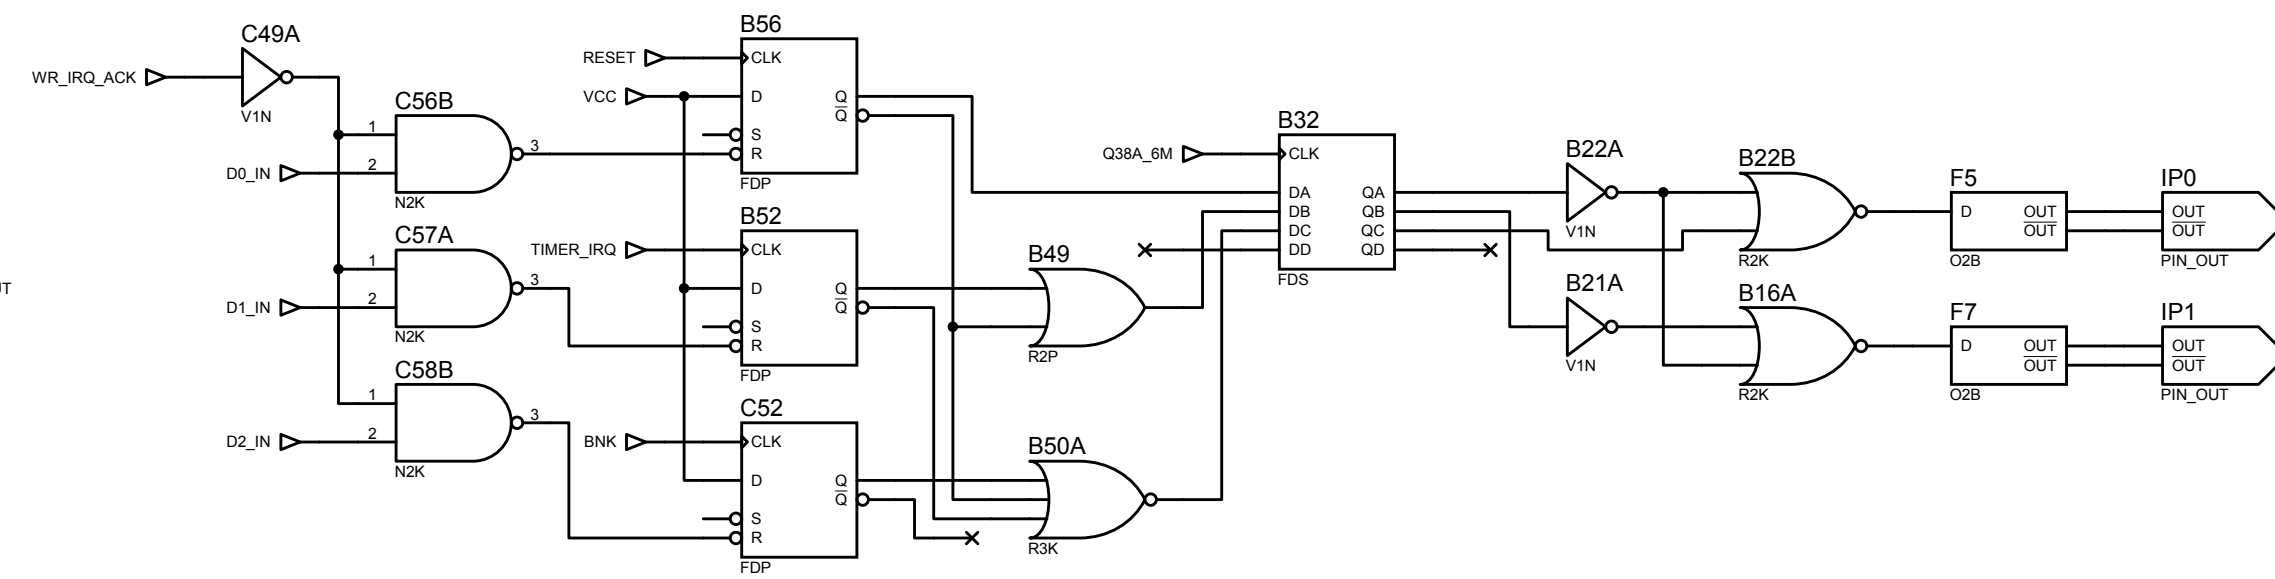 C49A
WR_IRQ_ACK
V1N
C56B
1
2
3
D0_IN
N2K
C57A
1
2
3
D1_IN
N2K
C58B
1
2
3
D2_IN
N2K
UT
B56
RESET
CLK
VCC
D
Q
Q
S
R
FDP
B52
TIMER_IRQ
CLK
D
Q
Q
S
R
FDP
C52
BNK
CLK
D
Q
Q
S
R
FDP
B49
R2P
B50A
R3K
B32
Q38A_6M
CLK
DA QA
DB QB
DC QC
DD QD
FDS
B22A
V1N
B21A
V1N
B22B
R2K
B16A
R2K
F5
D OUT
OUT
O2B
F7
D OUT
OUT
O2B
IP0
OUT
OUT
PIN_OUT
IP1
OUT
OUT
PIN_OUT